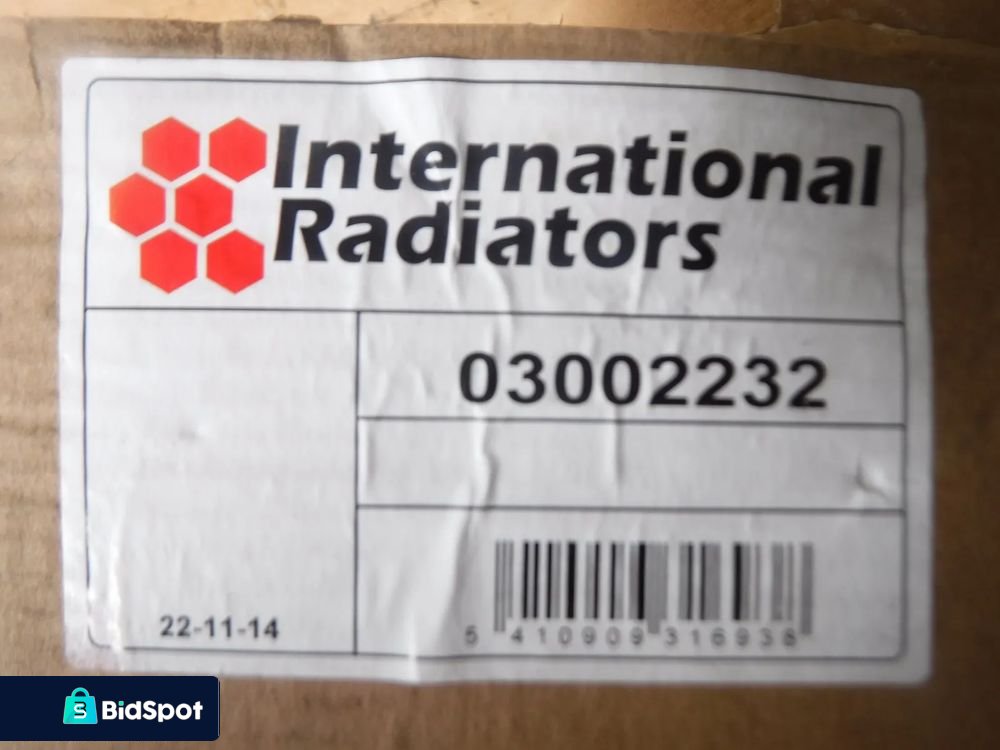 International
Radiators
03002232
22-11-14
5 410909 316938
BidSpot